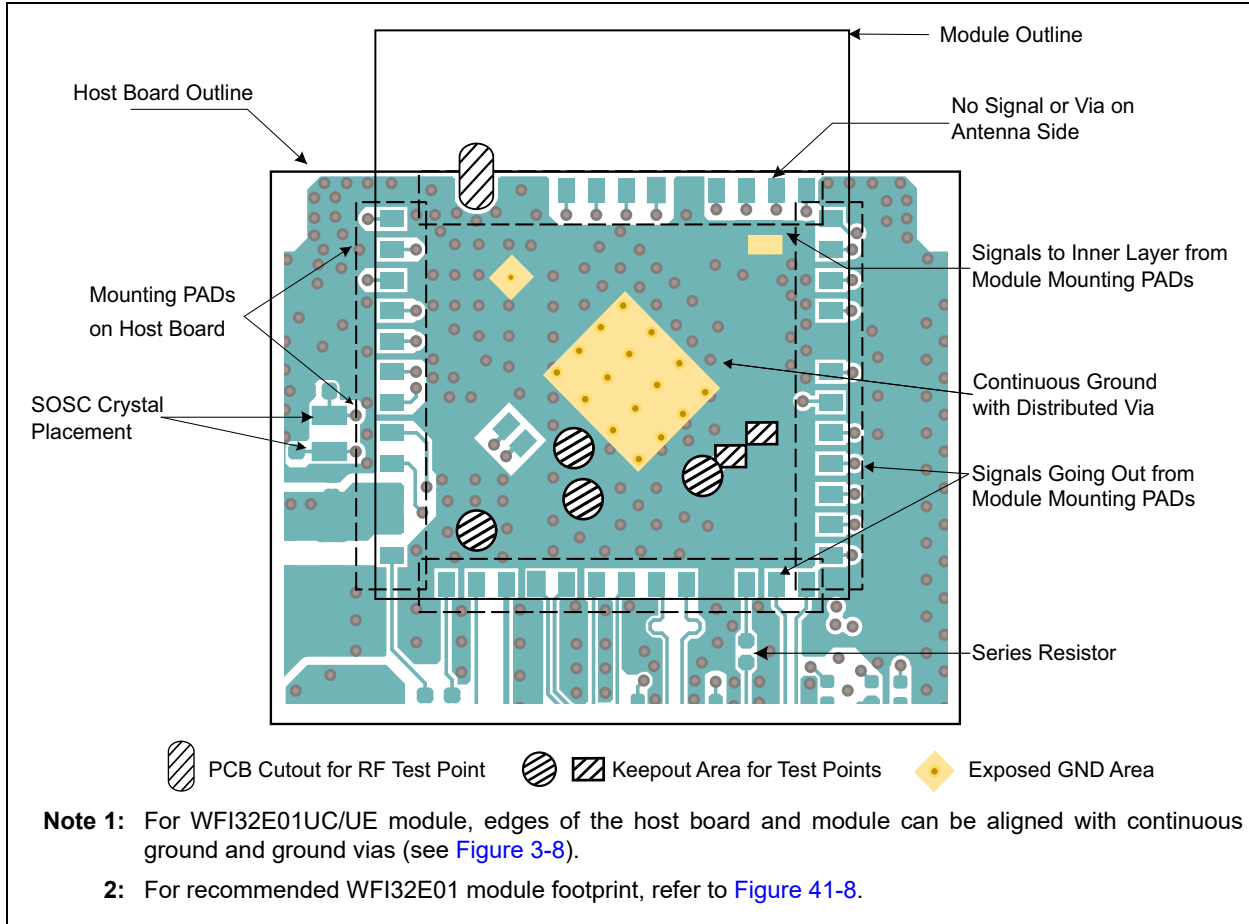 Module Outline
Host Board Outline
No Signal or Via on
Antenna Side
Signals to Inner Layer from
Module Mounting PADs
Mounting PADs
on Host Board
Continuous Ground
with Distributed Via
SOSC Crystal
Placement
Signals Going Out from
Module Mounting PADs
Series Resistor
PCB Cutout for RF Test Point
Keepout Area for Test Points
Exposed GND Area
Note 1: For WFI32E01UC/UE module, edges of the host board and module can be aligned with continuous
ground and ground vias (see Figure 3-8).
2: For recommended WFI32E01 module footprint, refer to Figure 41-8.